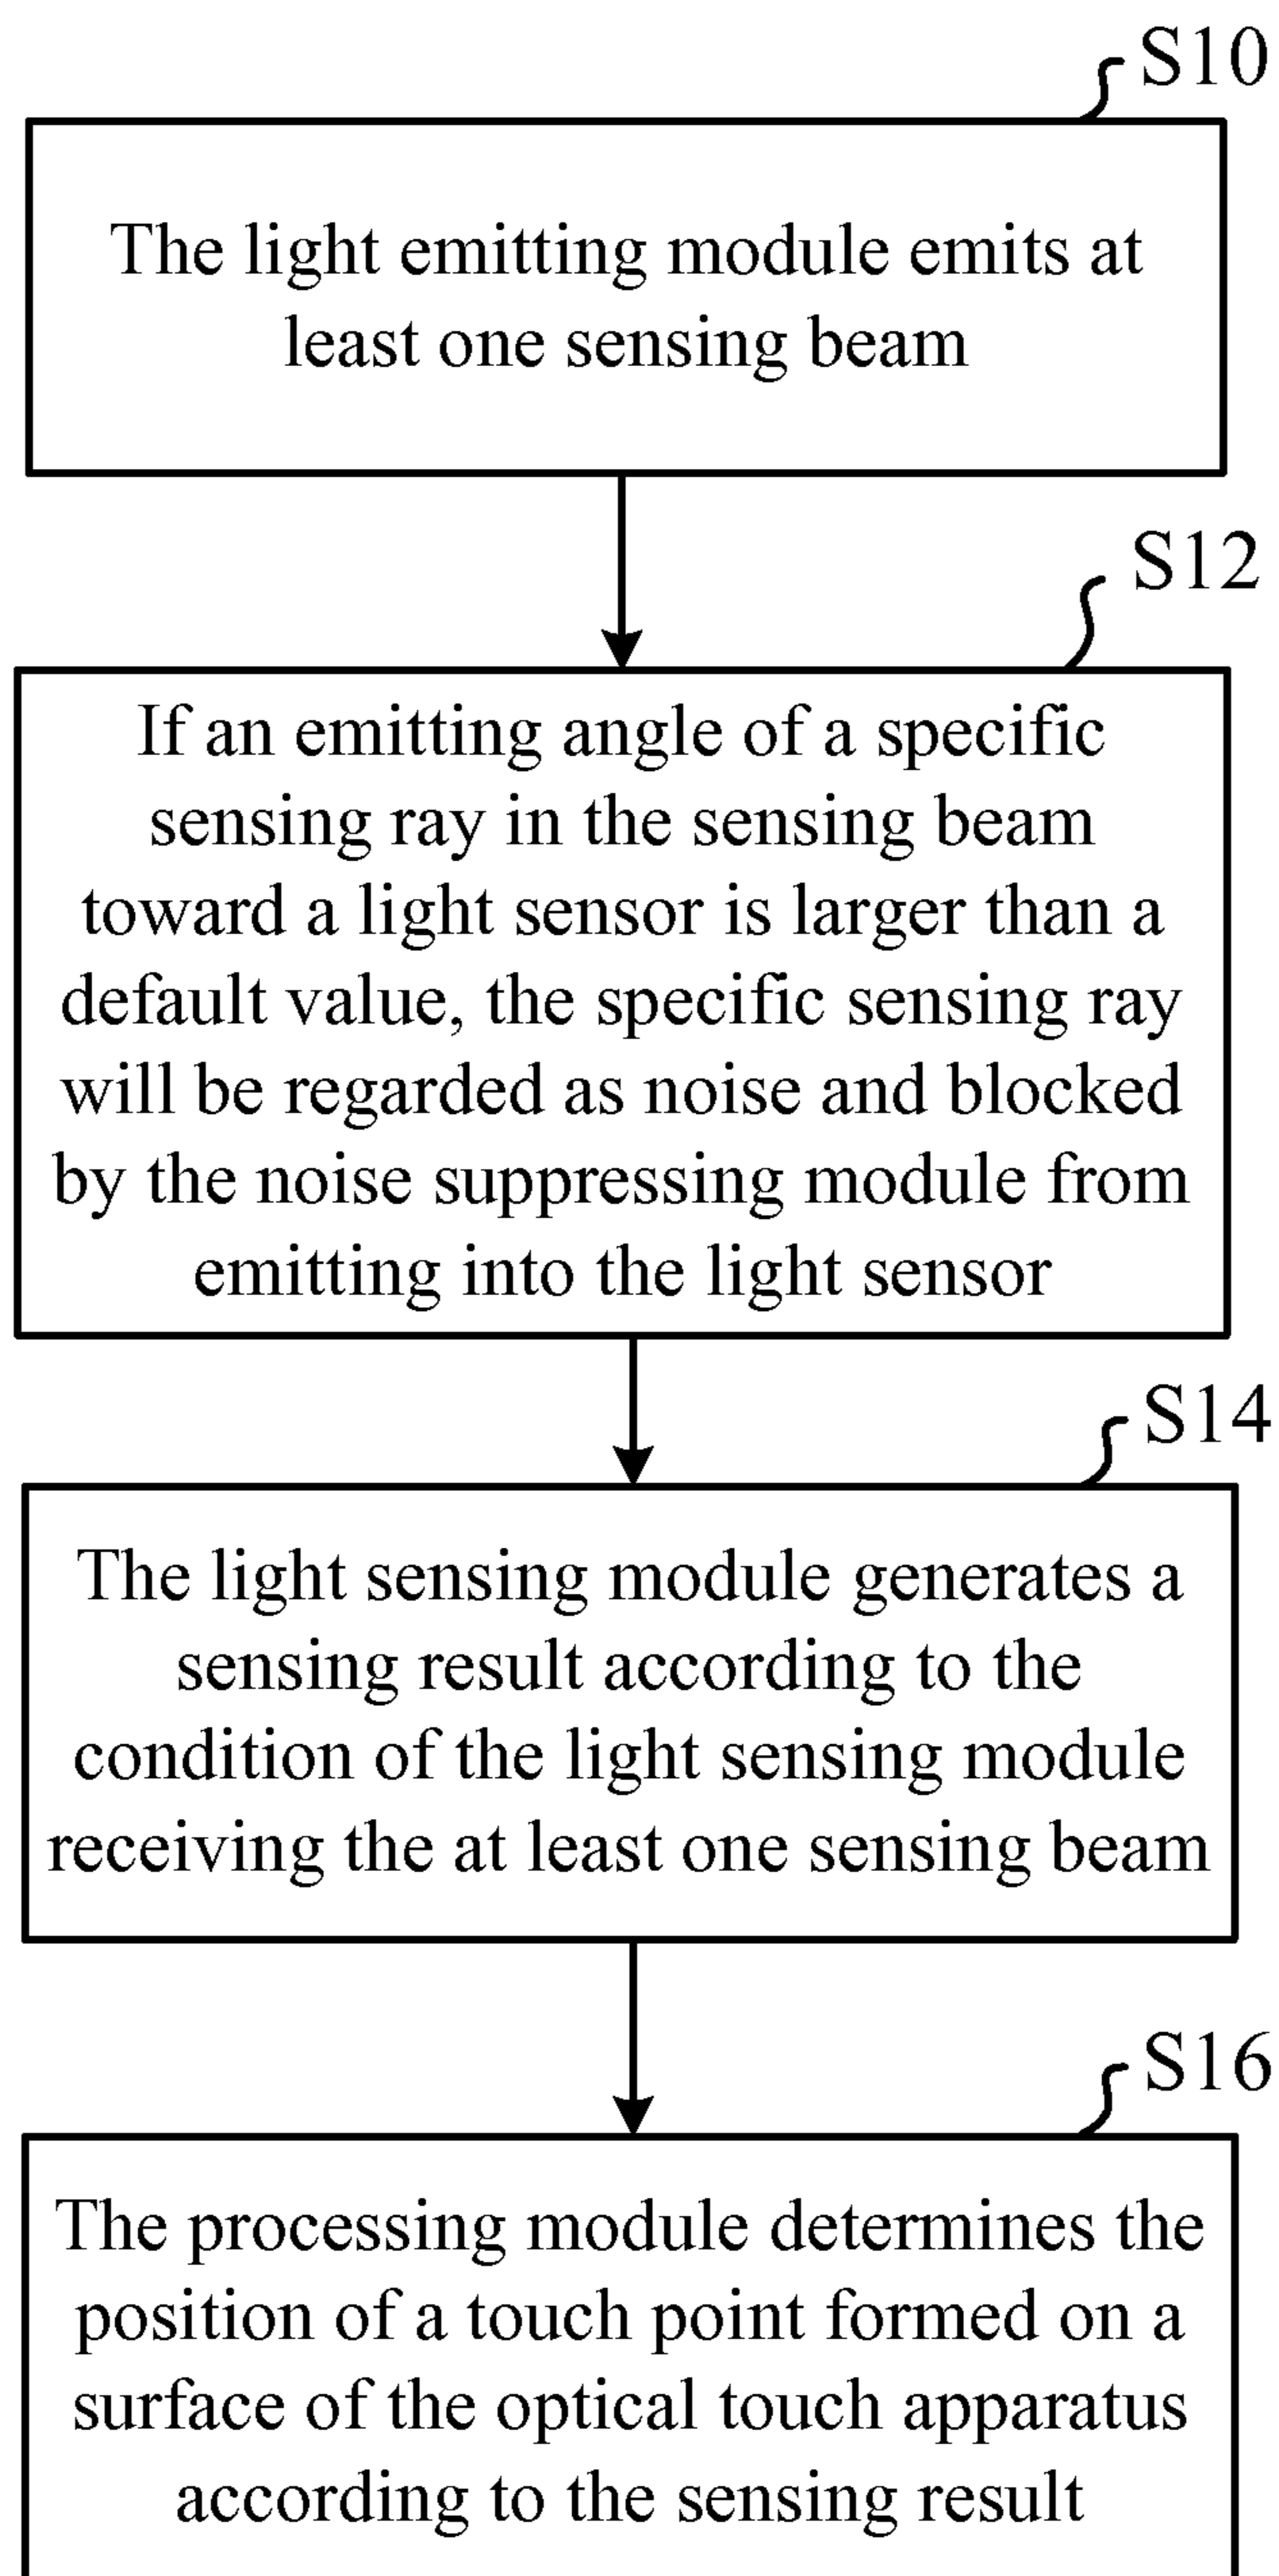 S10
The light emitting module emits at
least one sensing beam
S12
If an emitting angle of a specific
sensing ray in the sensing beam
toward a light sensor is larger than a
default value, the specific sensing ray
will be regarded as noise and blocked
by the noise suppressing module from
emitting into the light sensor
S14
The light sensing module generates a
sensing result according to the
condition of the light sensing module
receiving the at least one sensing beam
S16
The processing module determines the
position of a touch point formed on a
surface of the optical touch apparatus
according to the sensing result